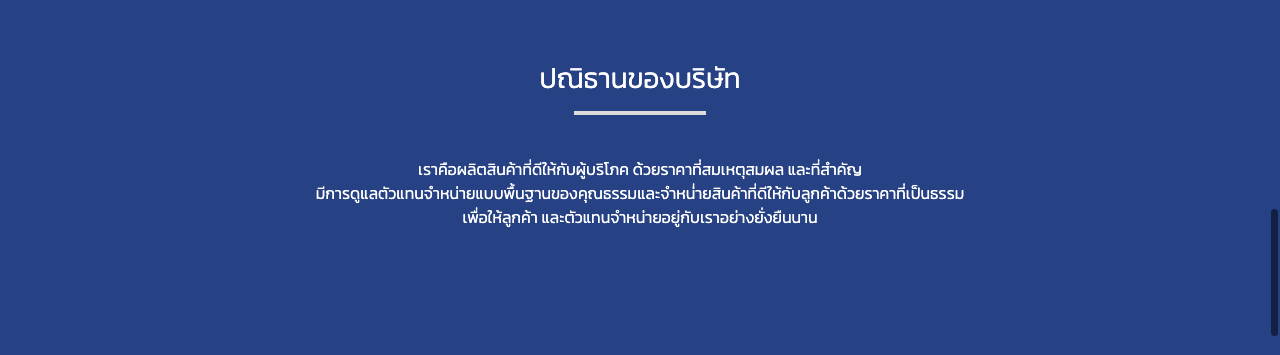 ปณิธานของบริษัท
เราคือผลิตสินค้าที่ดีให้กับผู้บริโภค ด้วยราคาที่สมเหตุสมผล และที่สำคัญ
มีการดูแลตัวแทนจำหน่ายแบบพื้นฐานของคุณธรรมและจำหน่่ายสินค้าที่ดีให้กับลูกค้าด้วยราคาที่เป็นธรรม
เพื่อให้ลูกค้า และตัวแทนจำหน่ายอยู่กับเราอย่างยั่งยืนนาน